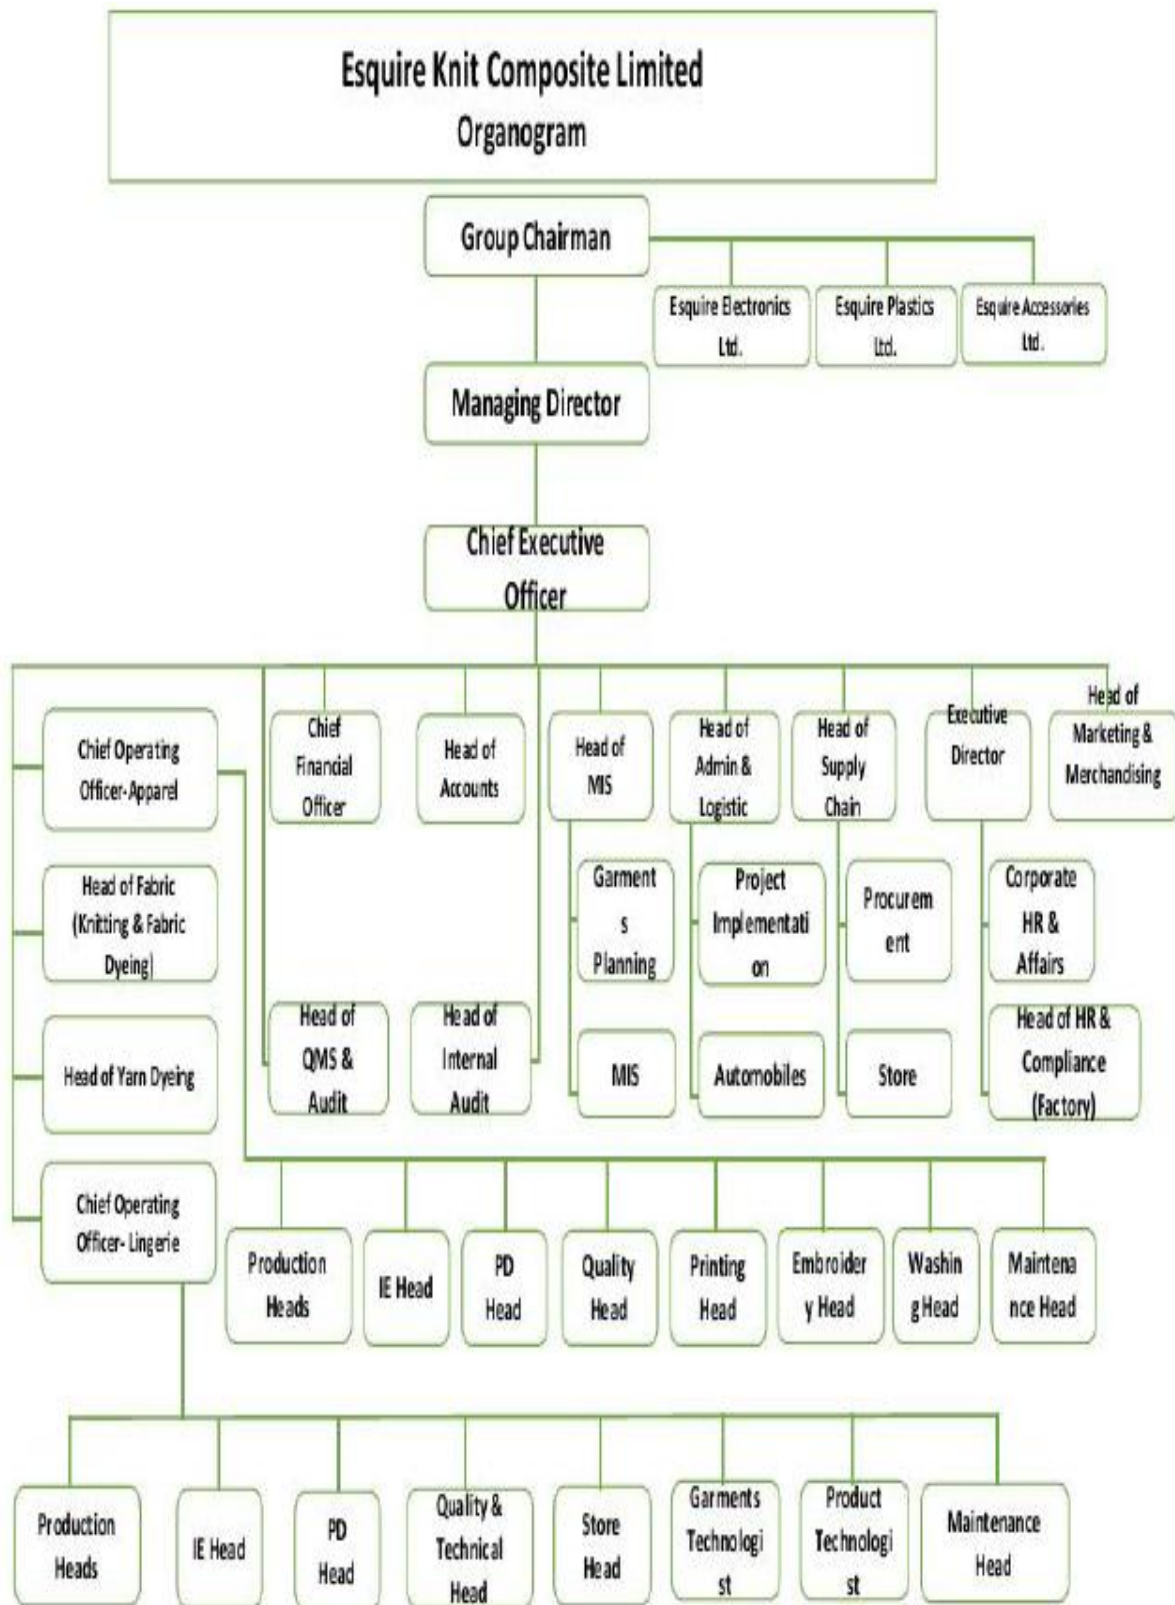 Esquire Knit Composite Limited
Organogram
Group Chairman
Esquire Electronics
Ltd.
Esquire Plastics
Ltd.
Esquire Accessories
Ltd.
Managing Director
Chief Executive
Officer
Chief Operating
Officer-Apparel
Chief
Financial
Officer
Head of
Accounts
Head of
MIS
Head of
Admin &
Logistic
Head of
Supply
Chain
Executive
Director
Head of
Marketing &
Merchandising
Head of Fabric
(Knitting & Fabric
Dyeing)
Garment
s
Planning
Project
Implementati
on
Procurem
ent
Corporate
HR &
Affairs
Head of Yarn Dyeing
Head of
QMS &
Audit
Head of
Internal
Audit
MIS
Automobiles
Store
Head of HR &
Compliance
(Factory)
Chief Operating
Officer- Lingerie
Production
Heads
IE Head
PD
Head
Quality
Head
Printing
Head
Embroider
y Head
Washin
g Head
Maintena
nce Head
Production
Heads
IE Head
PD
Head
Quality &
Technical
Head
Store
Head
Garments
Technologi
st
Product
Technologi
st
Maintenance
Head